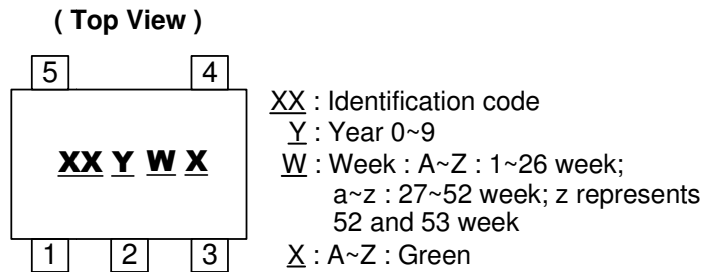 ( Top View )
5 4
XX Y W X
1 2 3
XX : Identification code
Y : Year 0~9
W : Week : A~Z : 1~26 week;
a~z : 27~52 week; z represents
52 and 53 week
X : A~Z : Green